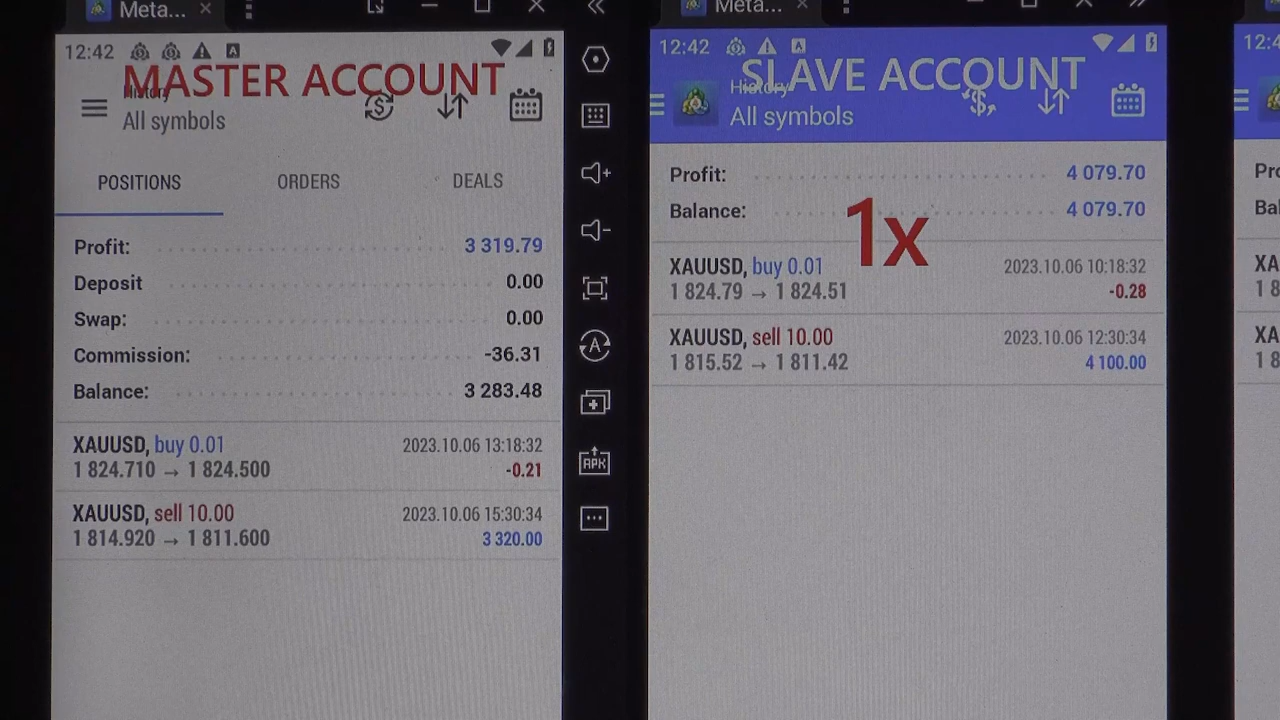 Meta...
12:42
MASTER ACCOUNT
History
All symbols
POSITIONS ORDERS DEALS
Profit: 3 319.79
Deposit 0.00
Swap: 0.00
Commission: -36.31
Balance: 3 283.48
XAUUSD, buy 0.01 2023.10.06 13:18:32
1 824.710 → 1 824.500 -0.21
XAUUSD, sell 10.00 2023.10.06 15:30:34
1 814.920 → 1 811.600 3 320.00
APK
Meta...
12:42
SLAVE ACCOUNT
History
All symbols
Profit: 4 079.70
Balance: 4 079.70
1x
XAUUSD, buy 0.01 2023.10.06 10:18:32
1 824.79 → 1 824.51 -0.28
XAUUSD, sell 10.00 2023.10.06 12:30:34
1 815.52 → 1 811.42 4 100.00